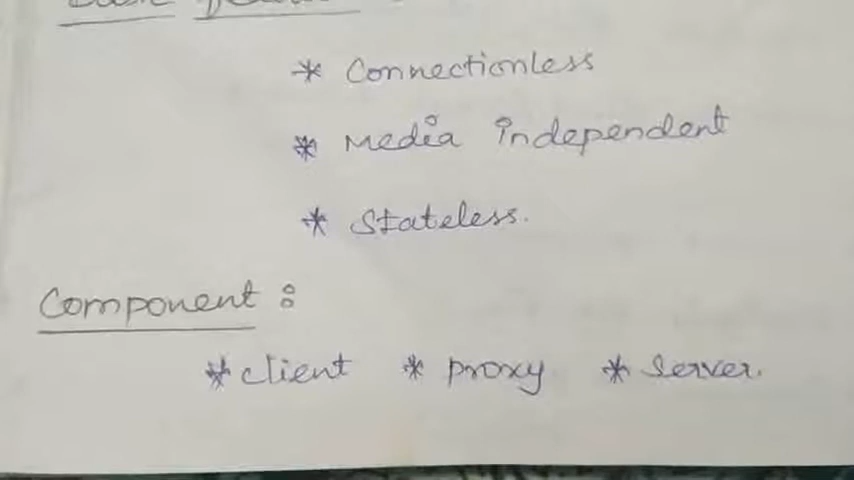 * Connectionless
* Media independent
* Stateless.
Component :
* client * proxy * server.